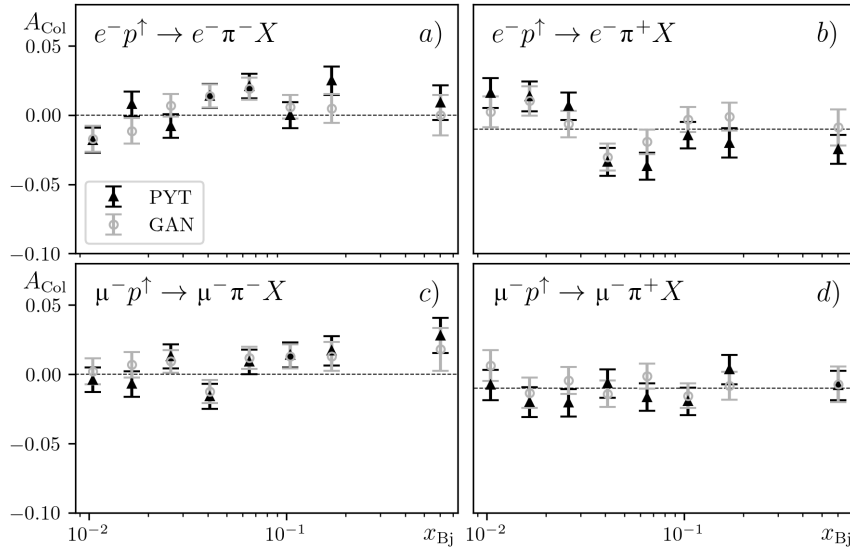 A_Col
0.05
0.00
−0.05
−0.10
e⁻p^↑ → e⁻π⁻X a)
PYT
GAN
e⁻p^↑ → e⁻π⁺X b)
A_Col
0.05
0.00
−0.05
−0.10
μ⁻p^↑ → μ⁻π⁻X c)
μ⁻p^↑ → μ⁻π⁺X d)
10⁻² 10⁻¹ x_Bj 10⁻² 10⁻¹ x_Bj